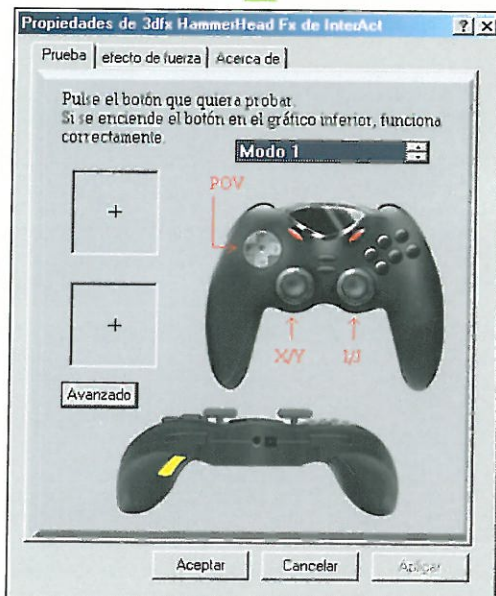 Propiedades de 3dfx HammerHead Fx de InterAct
Prueba efecto de fuerza Acerca de
Pulse el botón que quiera probar.
Si se enciende el botón en el gráfico inferior, funciona
correctamente.
Modo 1
POV
X/Y I/J
Avanzado
Aceptar Cancelar Aplicar